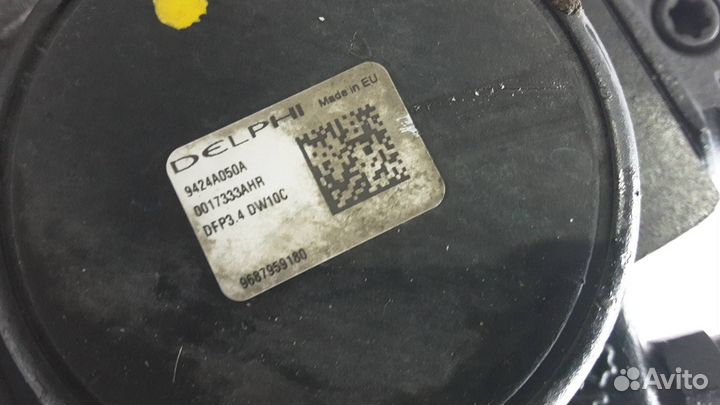 DELPHI
Made in EU
9424A050A
0017333AHR
DFP3.4 DW10C
9687959180
Avito